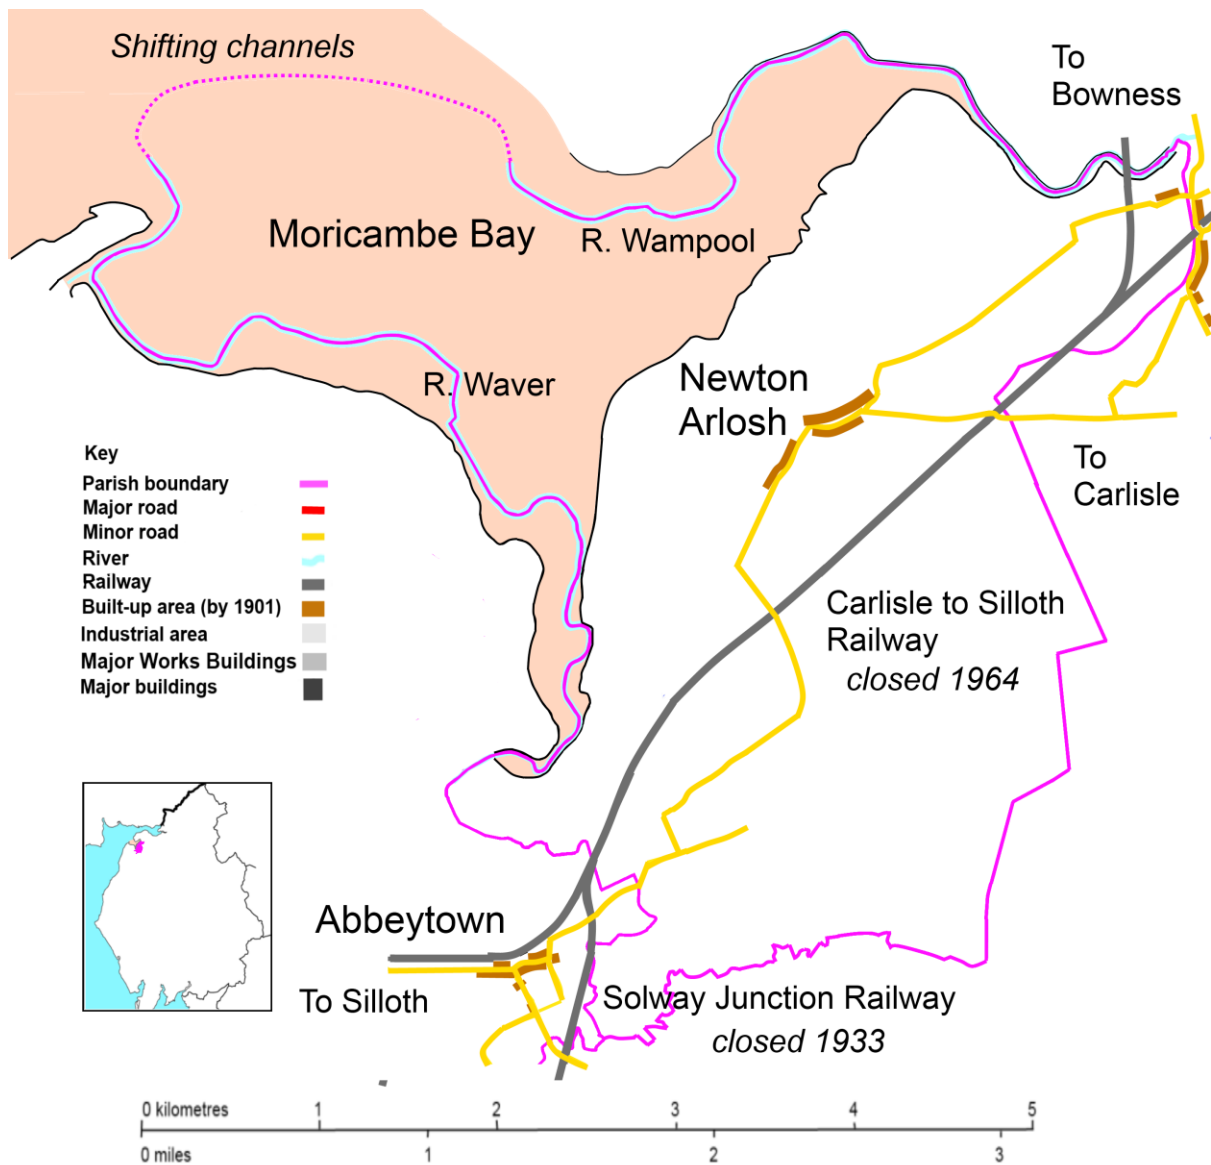 Shifting channels
To
Bowness
Moricambe Bay
R. Wampool
R. Waver
Newton
Arlosh
To
Carlisle
Key
Parish boundary
Major road
Minor road
River
Railway
Built-up area (by 1901)
Industrial area
Major Works Buildings
Major buildings
Carlisle to Silloth
Railway
closed 1964
Abbeytown
To Silloth
Solway Junction Railway
closed 1933
0 kilometres 1 2 3 4 5
0 miles 1 2 3